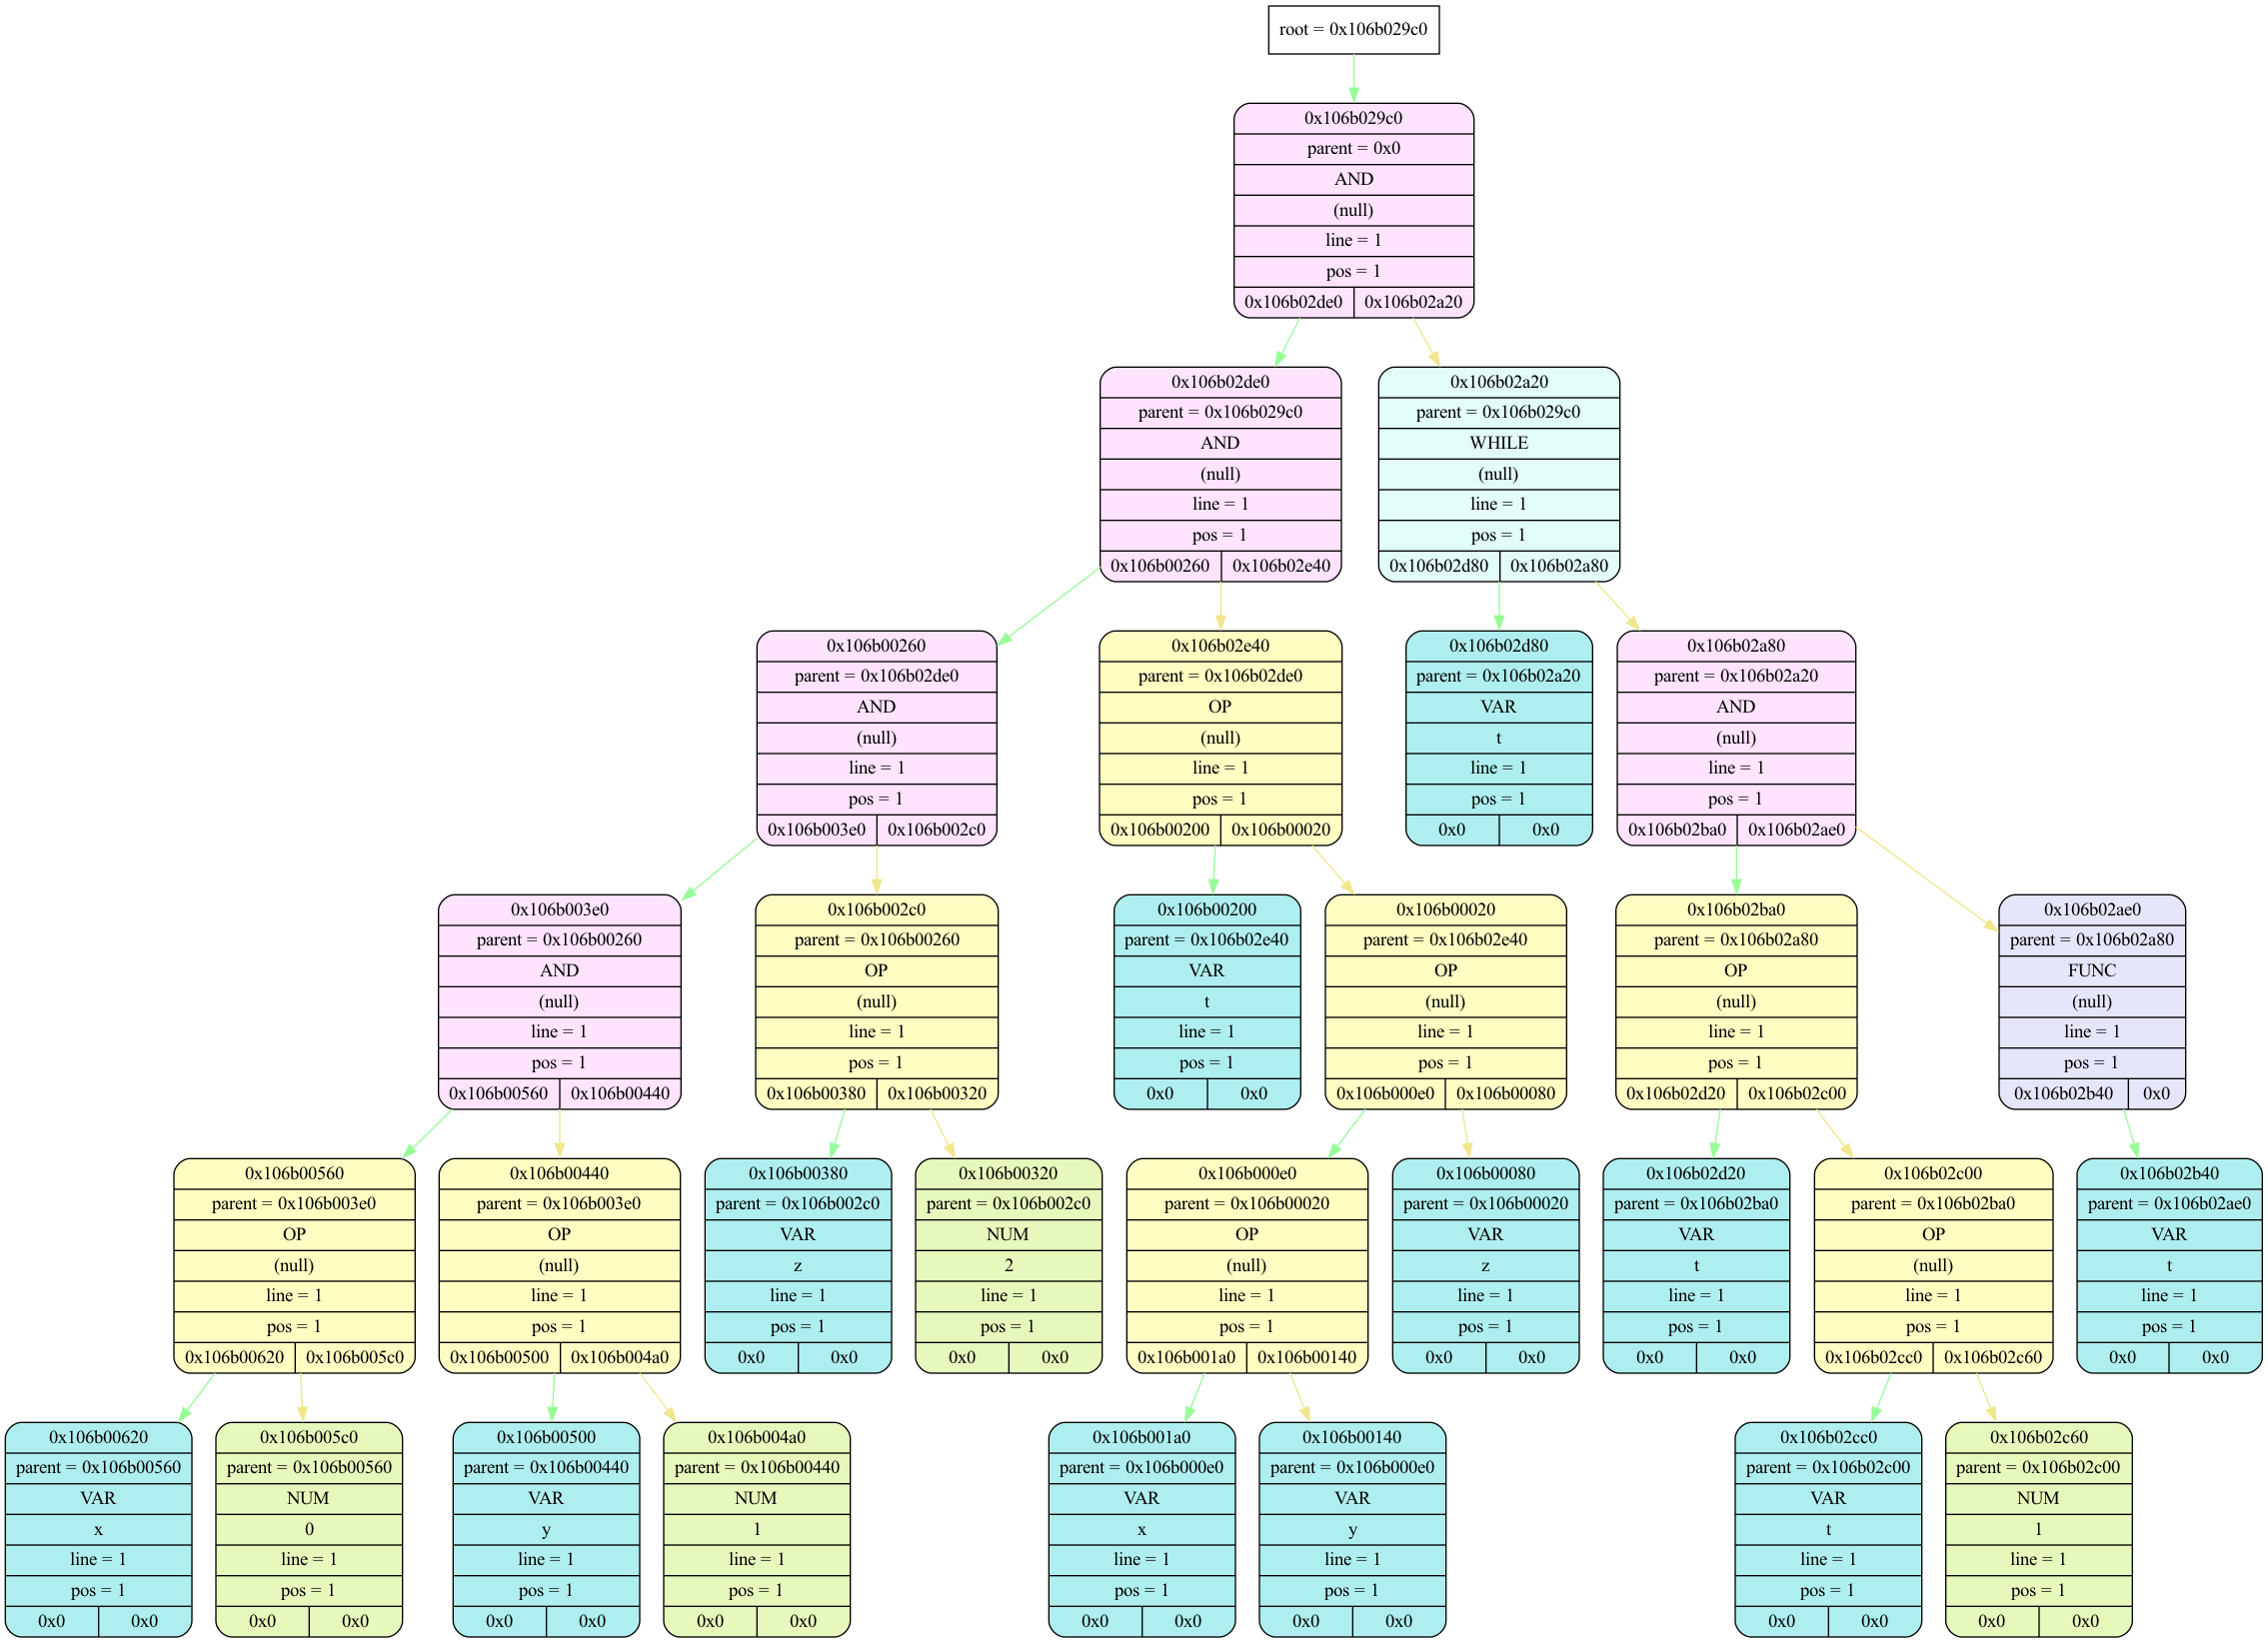 root = 0x106b029c0
0x106b029c0
parent = 0x0
AND
(null)
line = 1
pos = 1
0x106b02de0 0x106b02a20
0x106b02de0
parent = 0x106b029c0
AND
(null)
line = 1
pos = 1
0x106b00260 0x106b02e40
0x106b02a20
parent = 0x106b029c0
WHILE
(null)
line = 1
pos = 1
0x106b02d80 0x106b02a80
0x106b00260
parent = 0x106b02de0
AND
(null)
line = 1
pos = 1
0x106b003e0 0x106b002c0
0x106b02e40
parent = 0x106b02de0
OP
(null)
line = 1
pos = 1
0x106b00200 0x106b00020
0x106b02d80
parent = 0x106b02a20
VAR
t
line = 1
pos = 1
0x0 0x0
0x106b02a80
parent = 0x106b02a20
AND
(null)
line = 1
pos = 1
0x106b02ba0 0x106b02ae0
0x106b003e0
parent = 0x106b00260
AND
(null)
line = 1
pos = 1
0x106b00560 0x106b00440
0x106b002c0
parent = 0x106b00260
OP
(null)
line = 1
pos = 1
0x106b00380 0x106b00320
0x106b00200
parent = 0x106b02e40
VAR
t
line = 1
pos = 1
0x0 0x0
0x106b00020
parent = 0x106b02e40
OP
(null)
line = 1
pos = 1
0x106b000e0 0x106b00080
0x106b02ba0
parent = 0x106b02a80
OP
(null)
line = 1
pos = 1
0x106b02d20 0x106b02c00
0x106b02ae0
parent = 0x106b02a80
FUNC
(null)
line = 1
pos = 1
0x106b02b40 0x0
0x106b00560
parent = 0x106b003e0
OP
(null)
line = 1
pos = 1
0x106b00620 0x106b005c0
0x106b00440
parent = 0x106b003e0
OP
(null)
line = 1
pos = 1
0x106b00500 0x106b004a0
0x106b00380
parent = 0x106b002c0
VAR
z
line = 1
pos = 1
0x0 0x0
0x106b00320
parent = 0x106b002c0
NUM
2
line = 1
pos = 1
0x0 0x0
0x106b000e0
parent = 0x106b00020
OP
(null)
line = 1
pos = 1
0x106b001a0 0x106b00140
0x106b00080
parent = 0x106b00020
VAR
z
line = 1
pos = 1
0x0 0x0
0x106b02d20
parent = 0x106b02ba0
VAR
t
line = 1
pos = 1
0x0 0x0
0x106b02c00
parent = 0x106b02ba0
OP
(null)
line = 1
pos = 1
0x106b02cc0 0x106b02c60
0x106b02b40
parent = 0x106b02ae0
VAR
t
line = 1
pos = 1
0x0 0x0
0x106b00620
parent = 0x106b00560
VAR
x
line = 1
pos = 1
0x0 0x0
0x106b005c0
parent = 0x106b00560
NUM
0
line = 1
pos = 1
0x0 0x0
0x106b00500
parent = 0x106b00440
VAR
y
line = 1
pos = 1
0x0 0x0
0x106b004a0
parent = 0x106b00440
NUM
1
line = 1
pos = 1
0x0 0x0
0x106b001a0
parent = 0x106b000e0
VAR
x
line = 1
pos = 1
0x0 0x0
0x106b00140
parent = 0x106b000e0
VAR
y
line = 1
pos = 1
0x0 0x0
0x106b02cc0
parent = 0x106b02c00
VAR
t
line = 1
pos = 1
0x0 0x0
0x106b02c60
parent = 0x106b02c00
NUM
1
line = 1
pos = 1
0x0 0x0